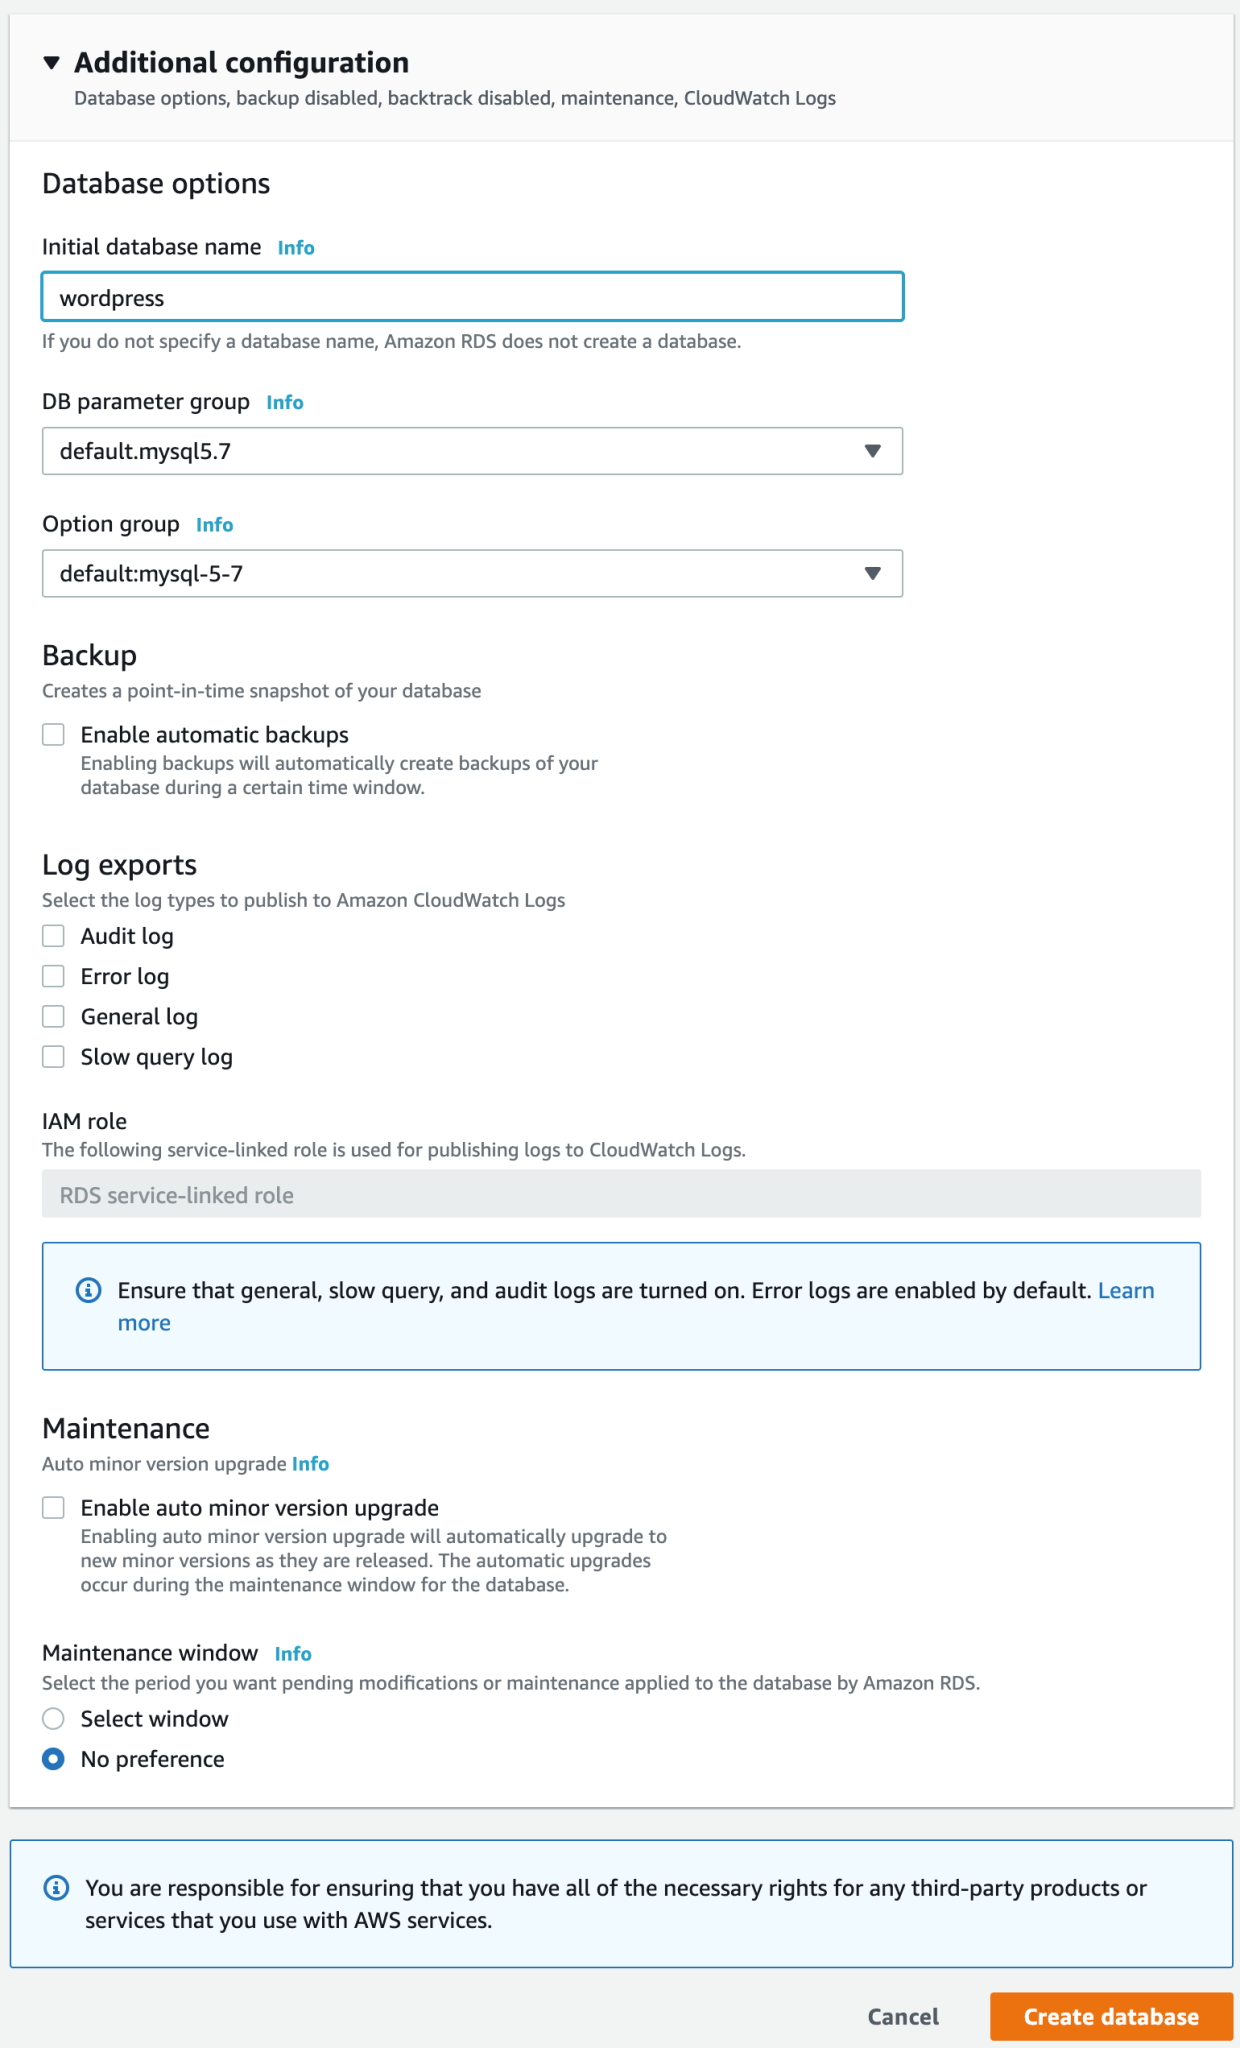 Additional configuration
Database options, backup disabled, backtrack disabled, maintenance, CloudWatch Logs
Database options
Initial database name Info
wordpress
If you do not specify a database name, Amazon RDS does not create a database.
DB parameter group Info
default.mysql5.7
Option group Info
default:mysql-5-7
Backup
Creates a point-in-time snapshot of your database
Enable automatic backups
Enabling backups will automatically create backups of your
database during a certain time window.
Log exports
Select the log types to publish to Amazon CloudWatch Logs
Audit log
Error log
General log
Slow query log
IAM role
The following service-linked role is used for publishing logs to CloudWatch Logs.
RDS service-linked role
Ensure that general, slow query, and audit logs are turned on. Error logs are enabled by default. Learn
more
Maintenance
Auto minor version upgrade Info
Enable auto minor version upgrade
Enabling auto minor version upgrade will automatically upgrade to
new minor versions as they are released. The automatic upgrades
occur during the maintenance window for the database.
Maintenance window Info
Select the period you want pending modifications or maintenance applied to the database by Amazon RDS.
Select window
No preference
You are responsible for ensuring that you have all of the necessary rights for any third-party products or
services that you use with AWS services.
Cancel
Create database